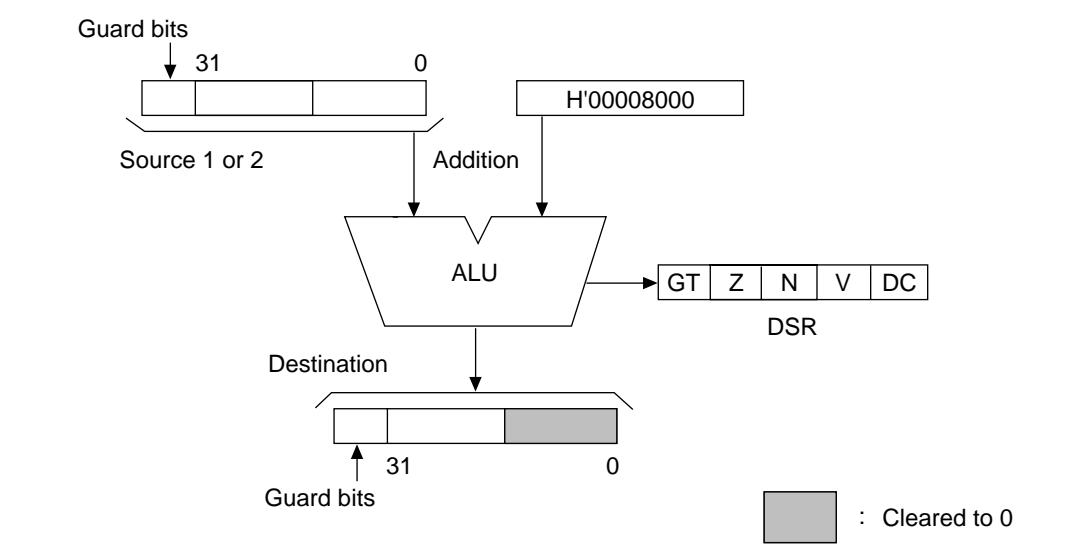 Guard bits
31 0
H'00008000
Source 1 or 2
Addition
ALU
GT Z N V DC
DSR
Destination
31 0
Guard bits
: Cleared to 0